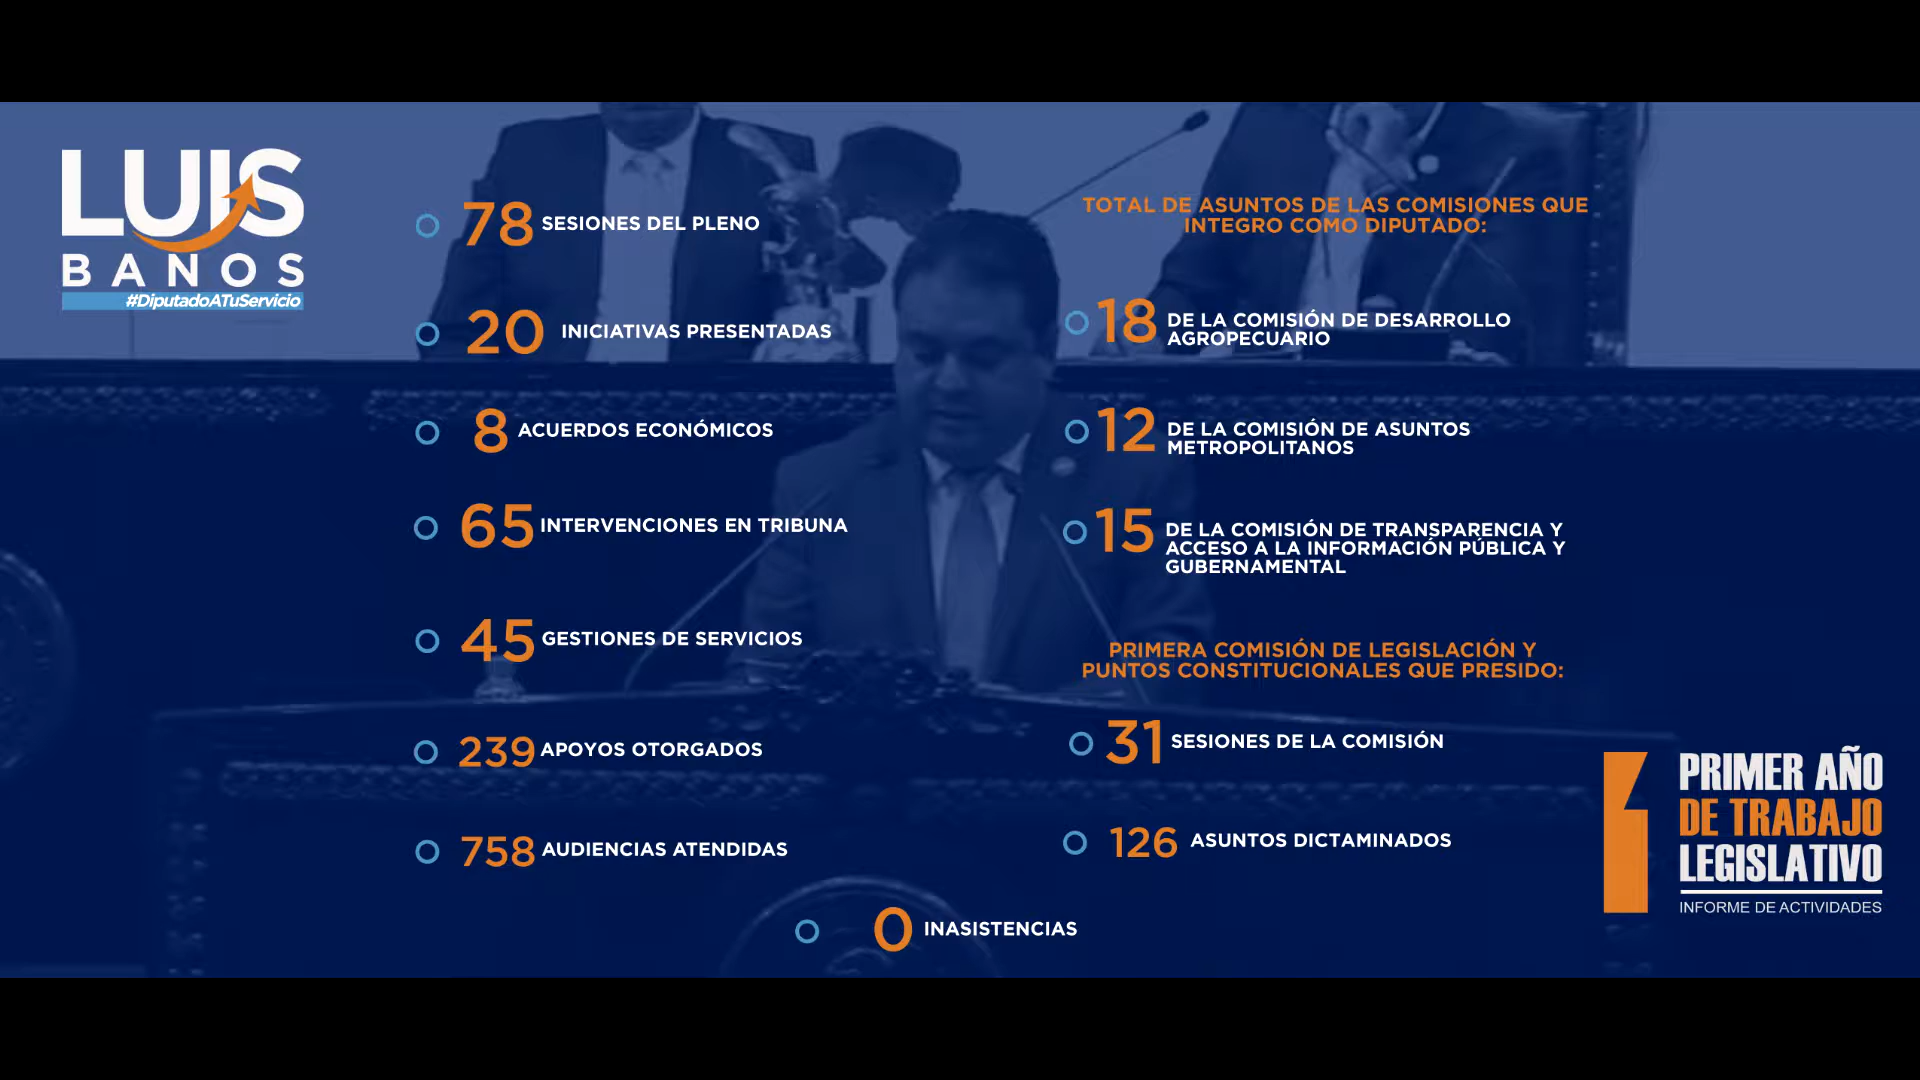 LUIS
BANOS
#DiputadoATuServicio
78 SESIONES DEL PLENO
20 INICIATIVAS PRESENTADAS
8 ACUERDOS ECONÓMICOS
65 INTERVENCIONES EN TRIBUNA
45 GESTIONES DE SERVICIOS
239 APOYOS OTORGADOS
758 AUDIENCIAS ATENDIDAS
TOTAL DE ASUNTOS DE LAS COMISIONES QUE
INTEGRO COMO DIPUTADO:
18 DE LA COMISIÓN DE DESARROLLO
AGROPECUARIO
12 DE LA COMISIÓN DE ASUNTOS
METROPOLITANOS
15 DE LA COMISIÓN DE TRANSPARENCIA Y
ACCESO A LA INFORMACIÓN PÚBLICA Y
GUBERNAMENTAL
PRIMERA COMISIÓN DE LEGISLACIÓN Y
PUNTOS CONSTITUCIONALES QUE PRESIDO:
31 SESIONES DE LA COMISIÓN
126 ASUNTOS DICTAMINADOS
0 INASISTENCIAS
PRIMER AÑO
DE TRABAJO
LEGISLATIVO
INFORME DE ACTIVIDADES